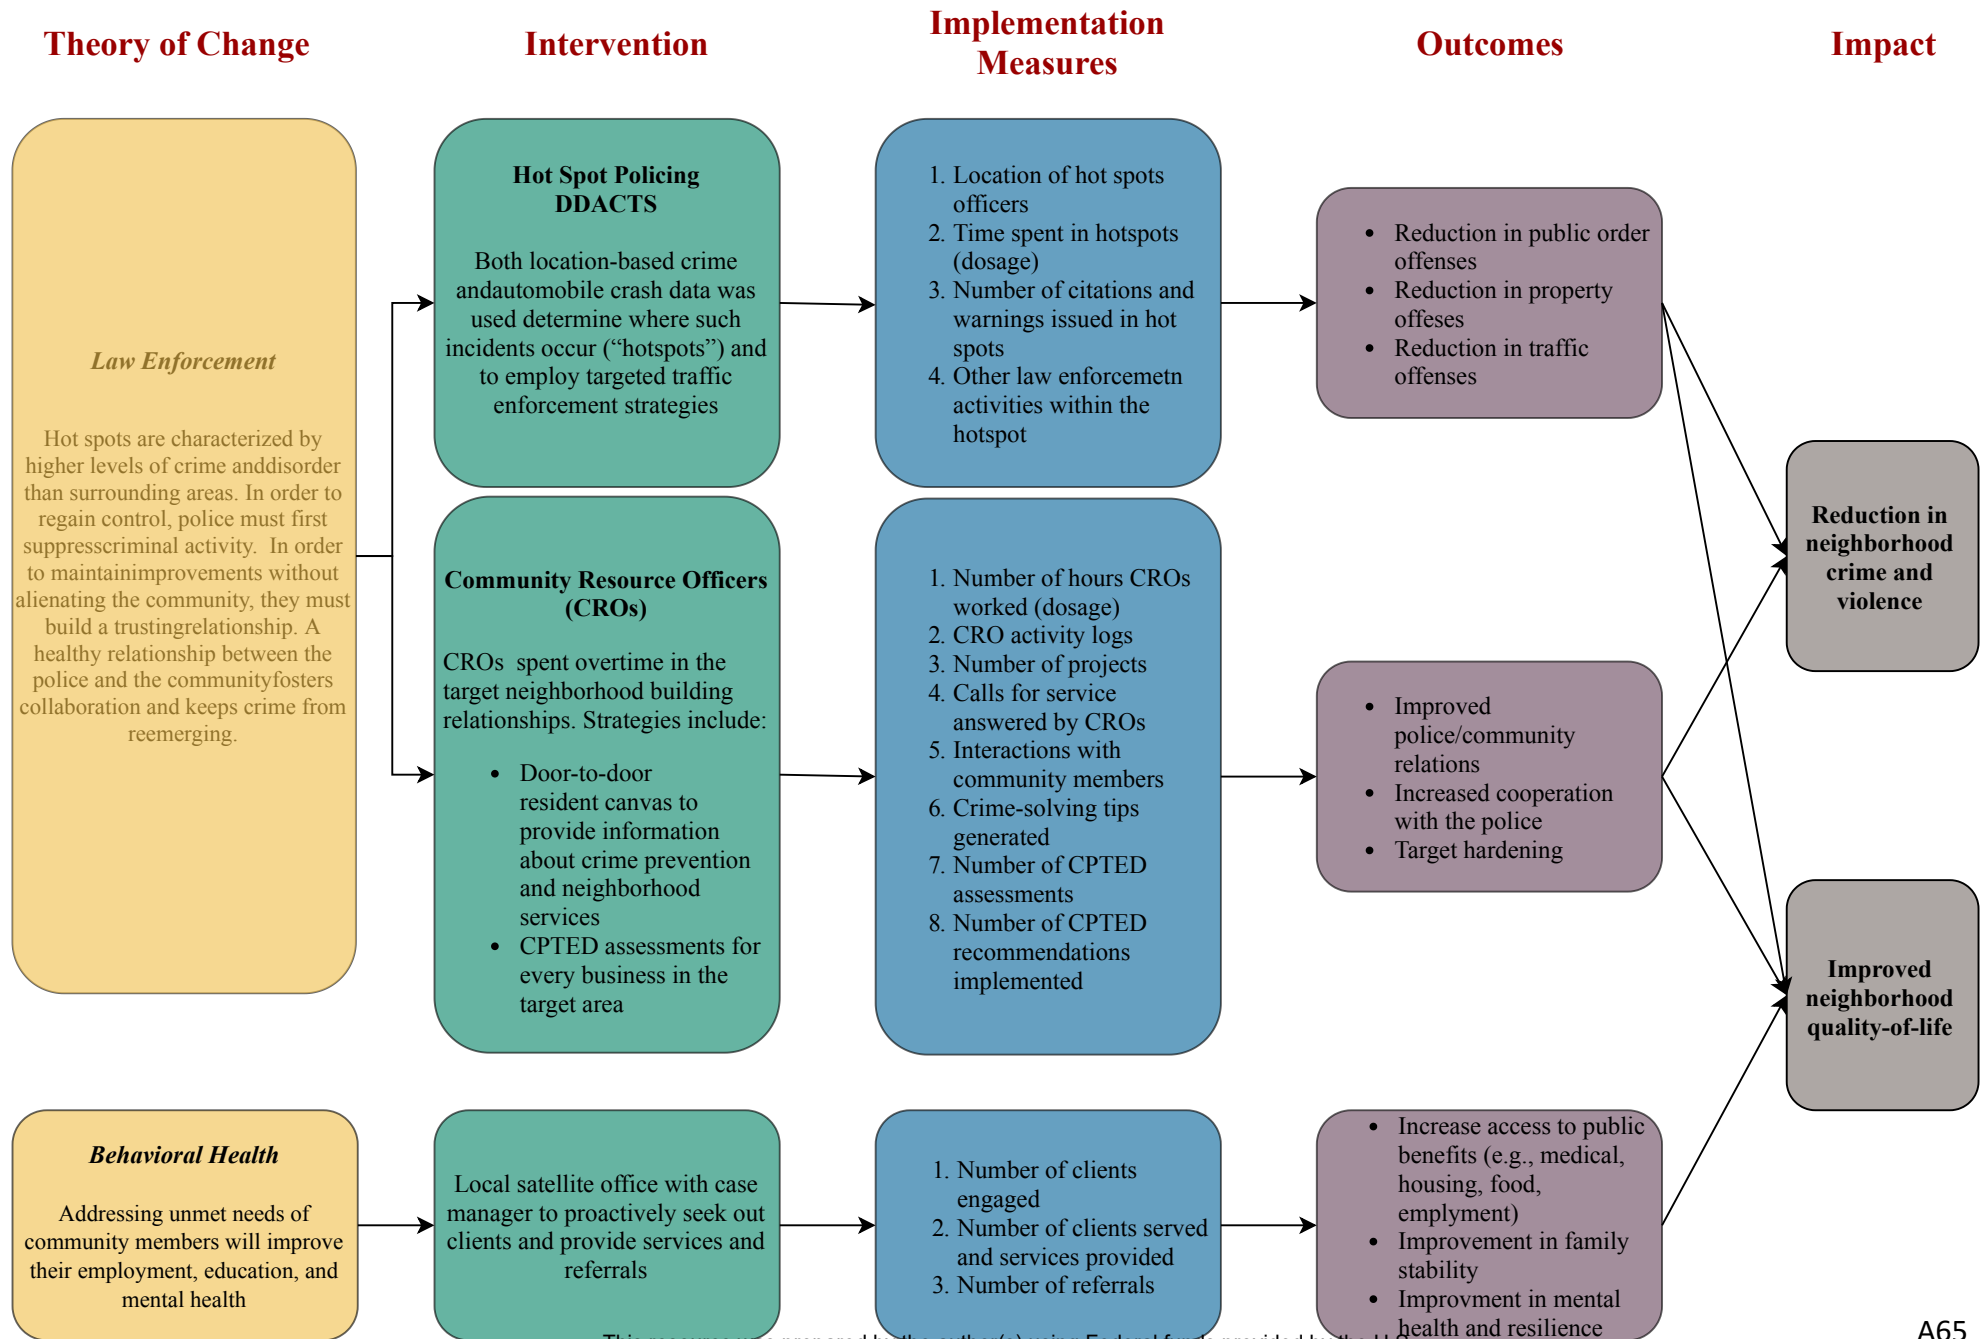 Theory of Change
Intervention
Implementation
Measures
Outcomes
Impact
Law Enforcement
Hot spots are characterized by
higher levels of crime anddisorder
than surrounding areas. In order to
regain control, police must first
suppresscriminal activity.  In order
to maintainimprovements without
alienating the community, they must
build a trustingrelationship. A
healthy relationship between the
police and the communityfosters
collaboration and keeps crime from
reemerging.
Hot Spot Policing
DDACTS
Both location-based crime
andautomobile crash data was
used determine where such
incidents occur (“hotspots”) and
to employ targeted traffic
enforcement strategies
1. Location of hot spots
officers
2. Time spent in hotspots
(dosage)
3. Number of citations and
warnings issued in hot
spots
4. Other law enforcemetn
activities within the
hotspot
• Reduction in public order
offenses
• Reduction in property
offeses
• Reduction in traffic
offenses
Community Resource Officers
(CROs)
CROs  spent overtime in the
target neighborhood building
relationships. Strategies include:
• Door-to-door
resident canvas to
provide information
about crime prevention
and neighborhood
services
• CPTED assessments for
every business in the
target area
1. Number of hours CROs
worked (dosage)
2. CRO activity logs
3. Number of projects
4. Calls for service
answered by CROs
5. Interactions with
community members
6. Crime-solving tips
generated
7. Number of CPTED
assessments
8. Number of CPTED
recommendations
implemented
• Improved
police/community
relations
• Increased cooperation
with the police
• Target hardening
Reduction in
neighborhood
crime and
violence
Improved
neighborhood
quality-of-life
Behavioral Health
Addressing unmet needs of
community members will improve
their employment, education, and
mental health
Local satellite office with case
manager to proactively seek out
clients and provide services and
referrals
1. Number of clients
engaged
2. Number of clients served
and services provided
3. Number of referrals
• Increase access to public
benefits (e.g., medical,
housing, food,
emplyment)
• Improvement in family
stability
• Improvment in mental
health and resilience
This resource was prepared by the author(s) using Federal funds provided by the U.S.
A65